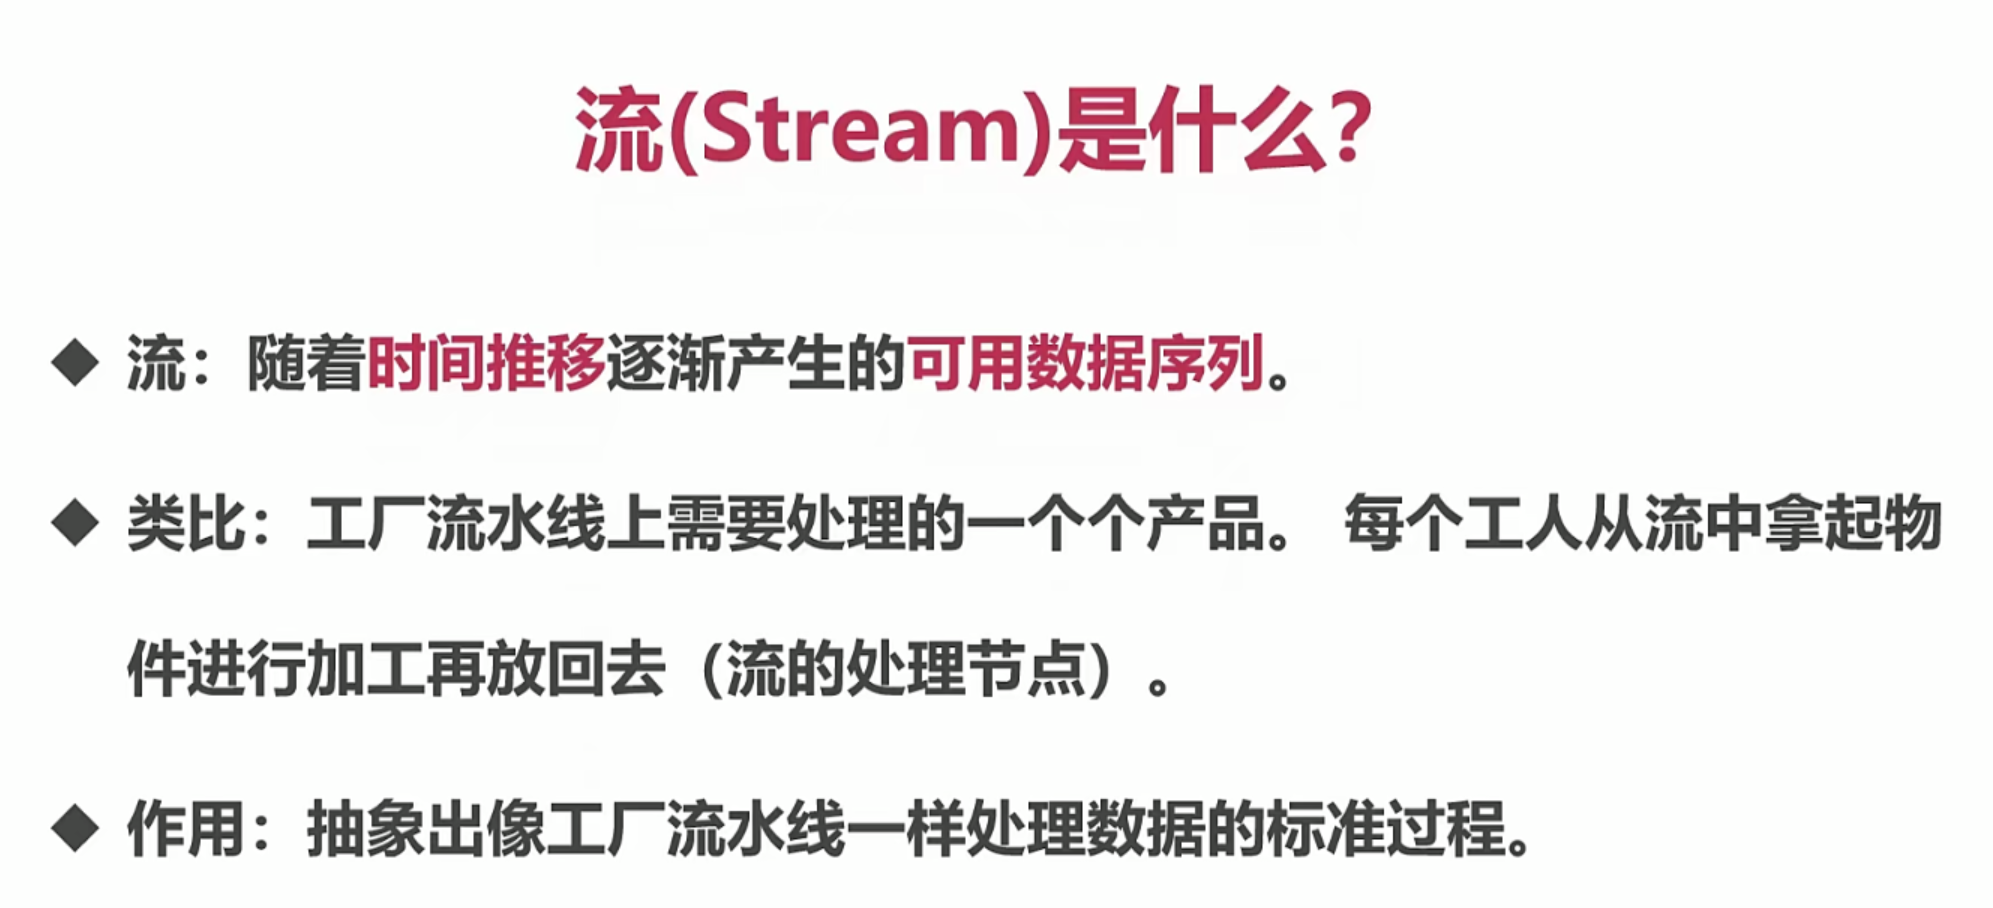 流(Stream)是什么?
◆ 流：随着时间推移逐渐产生的可用数据序列。
◆ 类比：工厂流水线上需要处理的一个个产品。 每个工人从流中拿起物
件进行加工再放回去（流的处理节点）。
◆ 作用：抽象出像工厂流水线一样处理数据的标准过程。